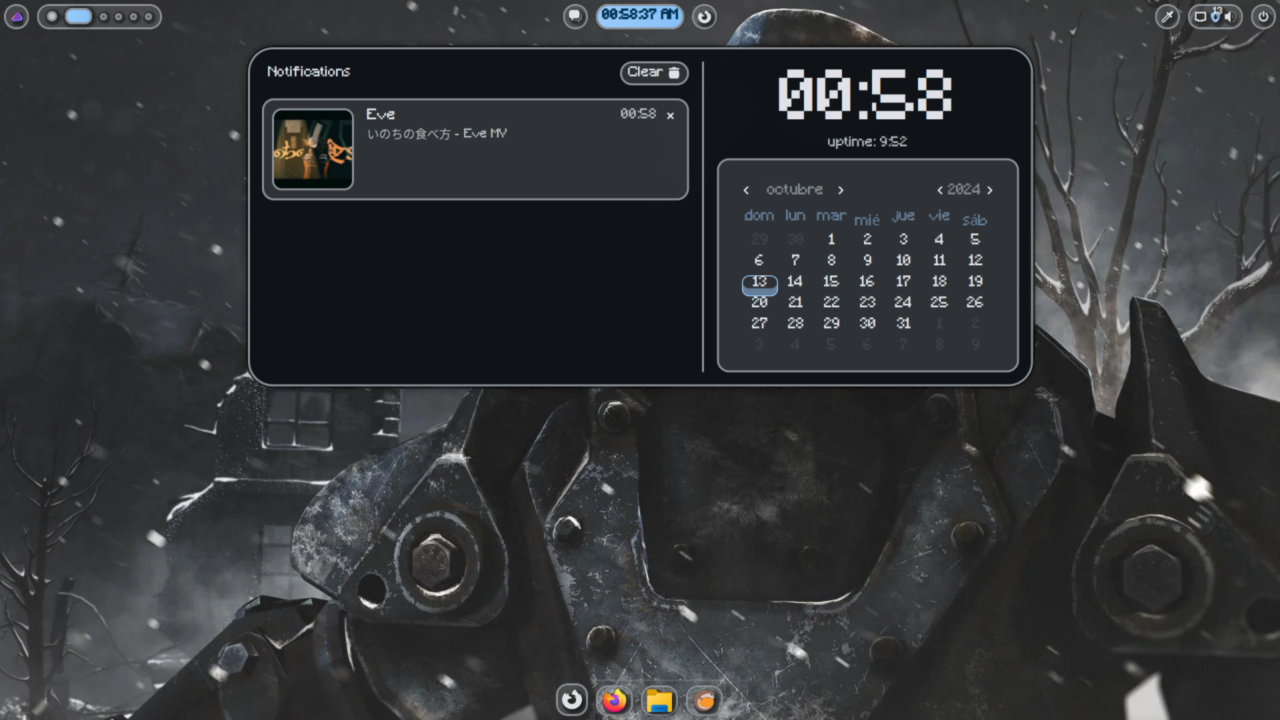 00:58:37 AM
13
Notifications
Clear
Eve
00:58
いのちの食べ方 - Eve MV
00:58
uptime: 9:52
octubre
2024
dom lun mar mié jue vie sáb
29 30 1 2 3 4 5
6 7 8 9 10 11 12
13 14 15 16 17 18 19
20 21 22 23 24 25 26
27 28 29 30 31 1 2
3 4 5 6 7 8 9